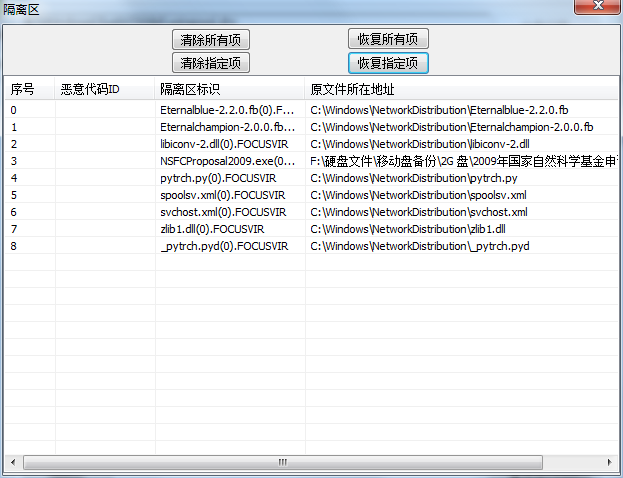 隔离区
清除所有项 恢复所有项
清除指定项 恢复指定项
序号 恶意代码ID 隔离区标识 原文件所在地址
0 Eternalblue-2.2.0.fb(0).F... C:\Windows\NetworkDistribution\Eternalblue-2.2.0.fb
1 Eternalchampion-2.0.0.fb... C:\Windows\NetworkDistribution\Eternalchampion-2.0.0.fb
2 libiconv-2.dll(0).FOCUSVIR C:\Windows\NetworkDistribution\libiconv-2.dll
3 NSFCProposal2009.exe(0... F:\硬盘文件\移动盘备份\2G 盘\2009年国家自然科学基金申
4 pytrch.py(0).FOCUSVIR C:\Windows\NetworkDistribution\pytrch.py
5 spoolsv.xml(0).FOCUSVIR C:\Windows\NetworkDistribution\spoolsv.xml
6 svchost.xml(0).FOCUSVIR C:\Windows\NetworkDistribution\svchost.xml
7 zlib1.dll(0).FOCUSVIR C:\Windows\NetworkDistribution\zlib1.dll
8 _pytrch.pyd(0).FOCUSVIR C:\Windows\NetworkDistribution\_pytrch.pyd